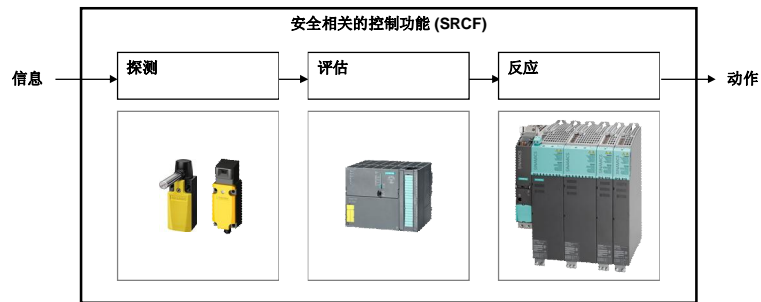 安全相关的控制功能 (SRCF)
信息
探测
评估
反应
动作